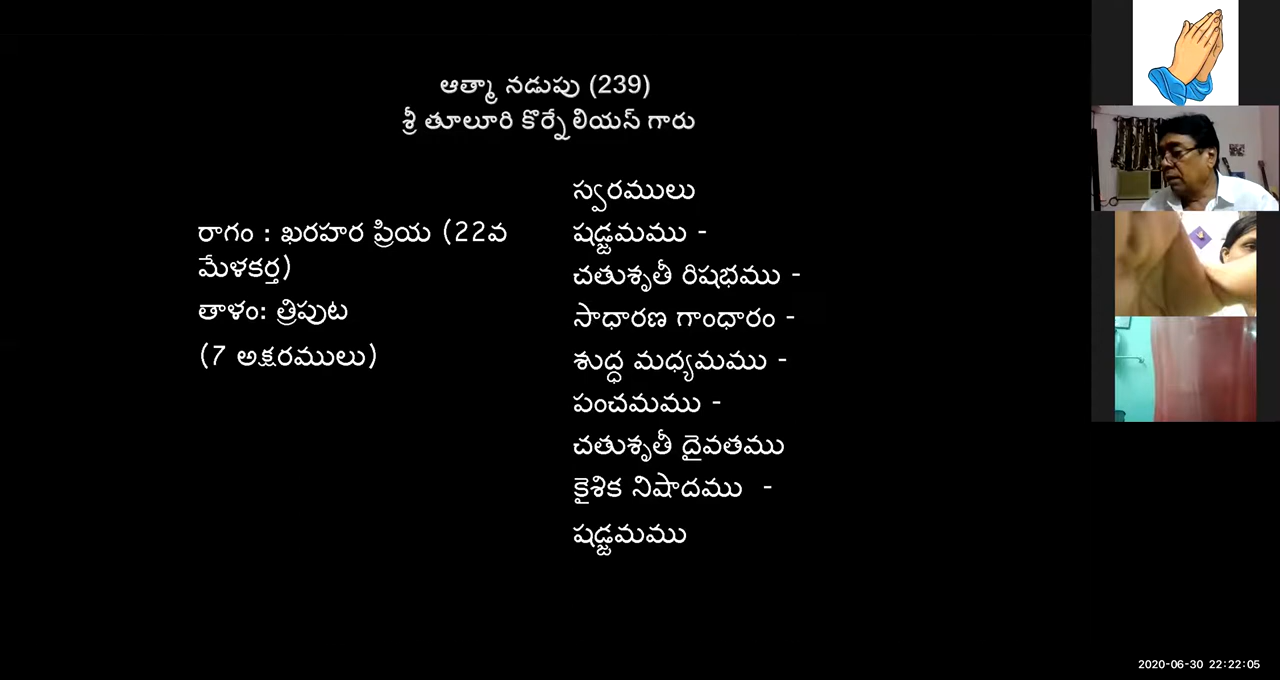 ఆత్మా నడుపు (239)
శ్రీ తూలూరి కొర్నేలియస్ గారు
రాగం : ఖరహర ప్రియ (22వ
మేళకర్త)
తాళం: త్రిపుట
(7 అక్షరములు)
స్వరములు
షడ్జమము -
చతుశృతీ రిషభము -
సాధారణ గాంధారం -
శుద్ధ మధ్యమము -
పంచమము -
చతుశృతీ దైవతము
కైశిక నిషాదము -
షడ్జమము
2020-06-30 22:22:05